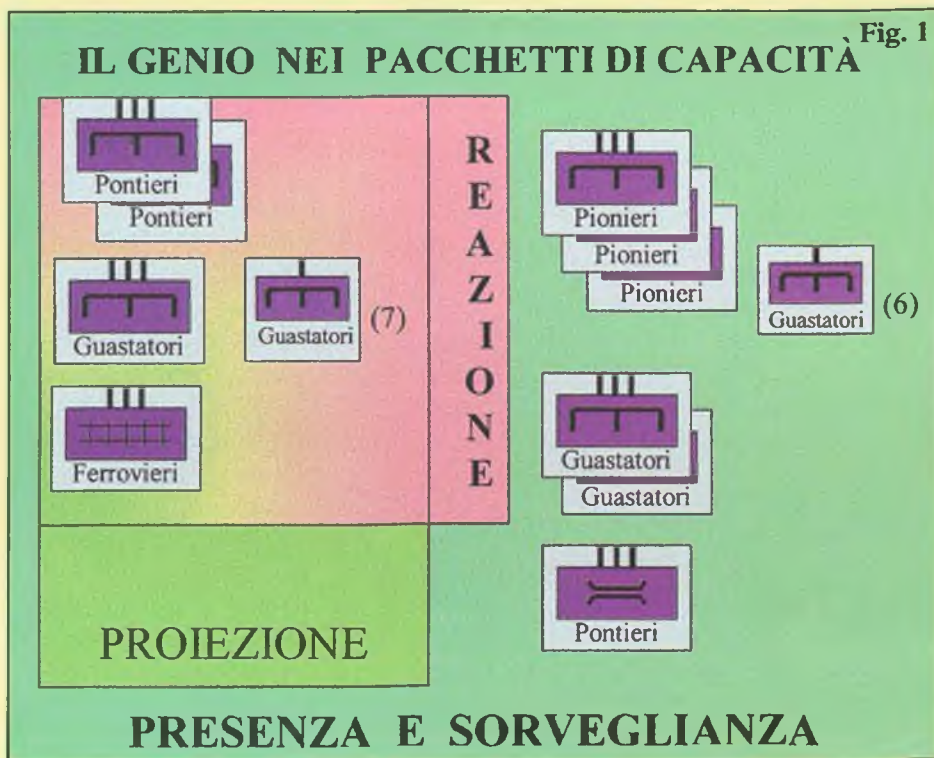 Fig. 1
IL GENIO NEI PACCHETTI DI CAPACITÀ
Pontieri
Pontieri
Guastatori
Guastatori
(7)
Ferrovieri
REAZIONE
PROIEZIONE
Pionieri
Pionieri
Pionieri
Guastatori
(6)
Guastatori
Guastatori
Pontieri
PRESENZA E SORVEGLIANZA